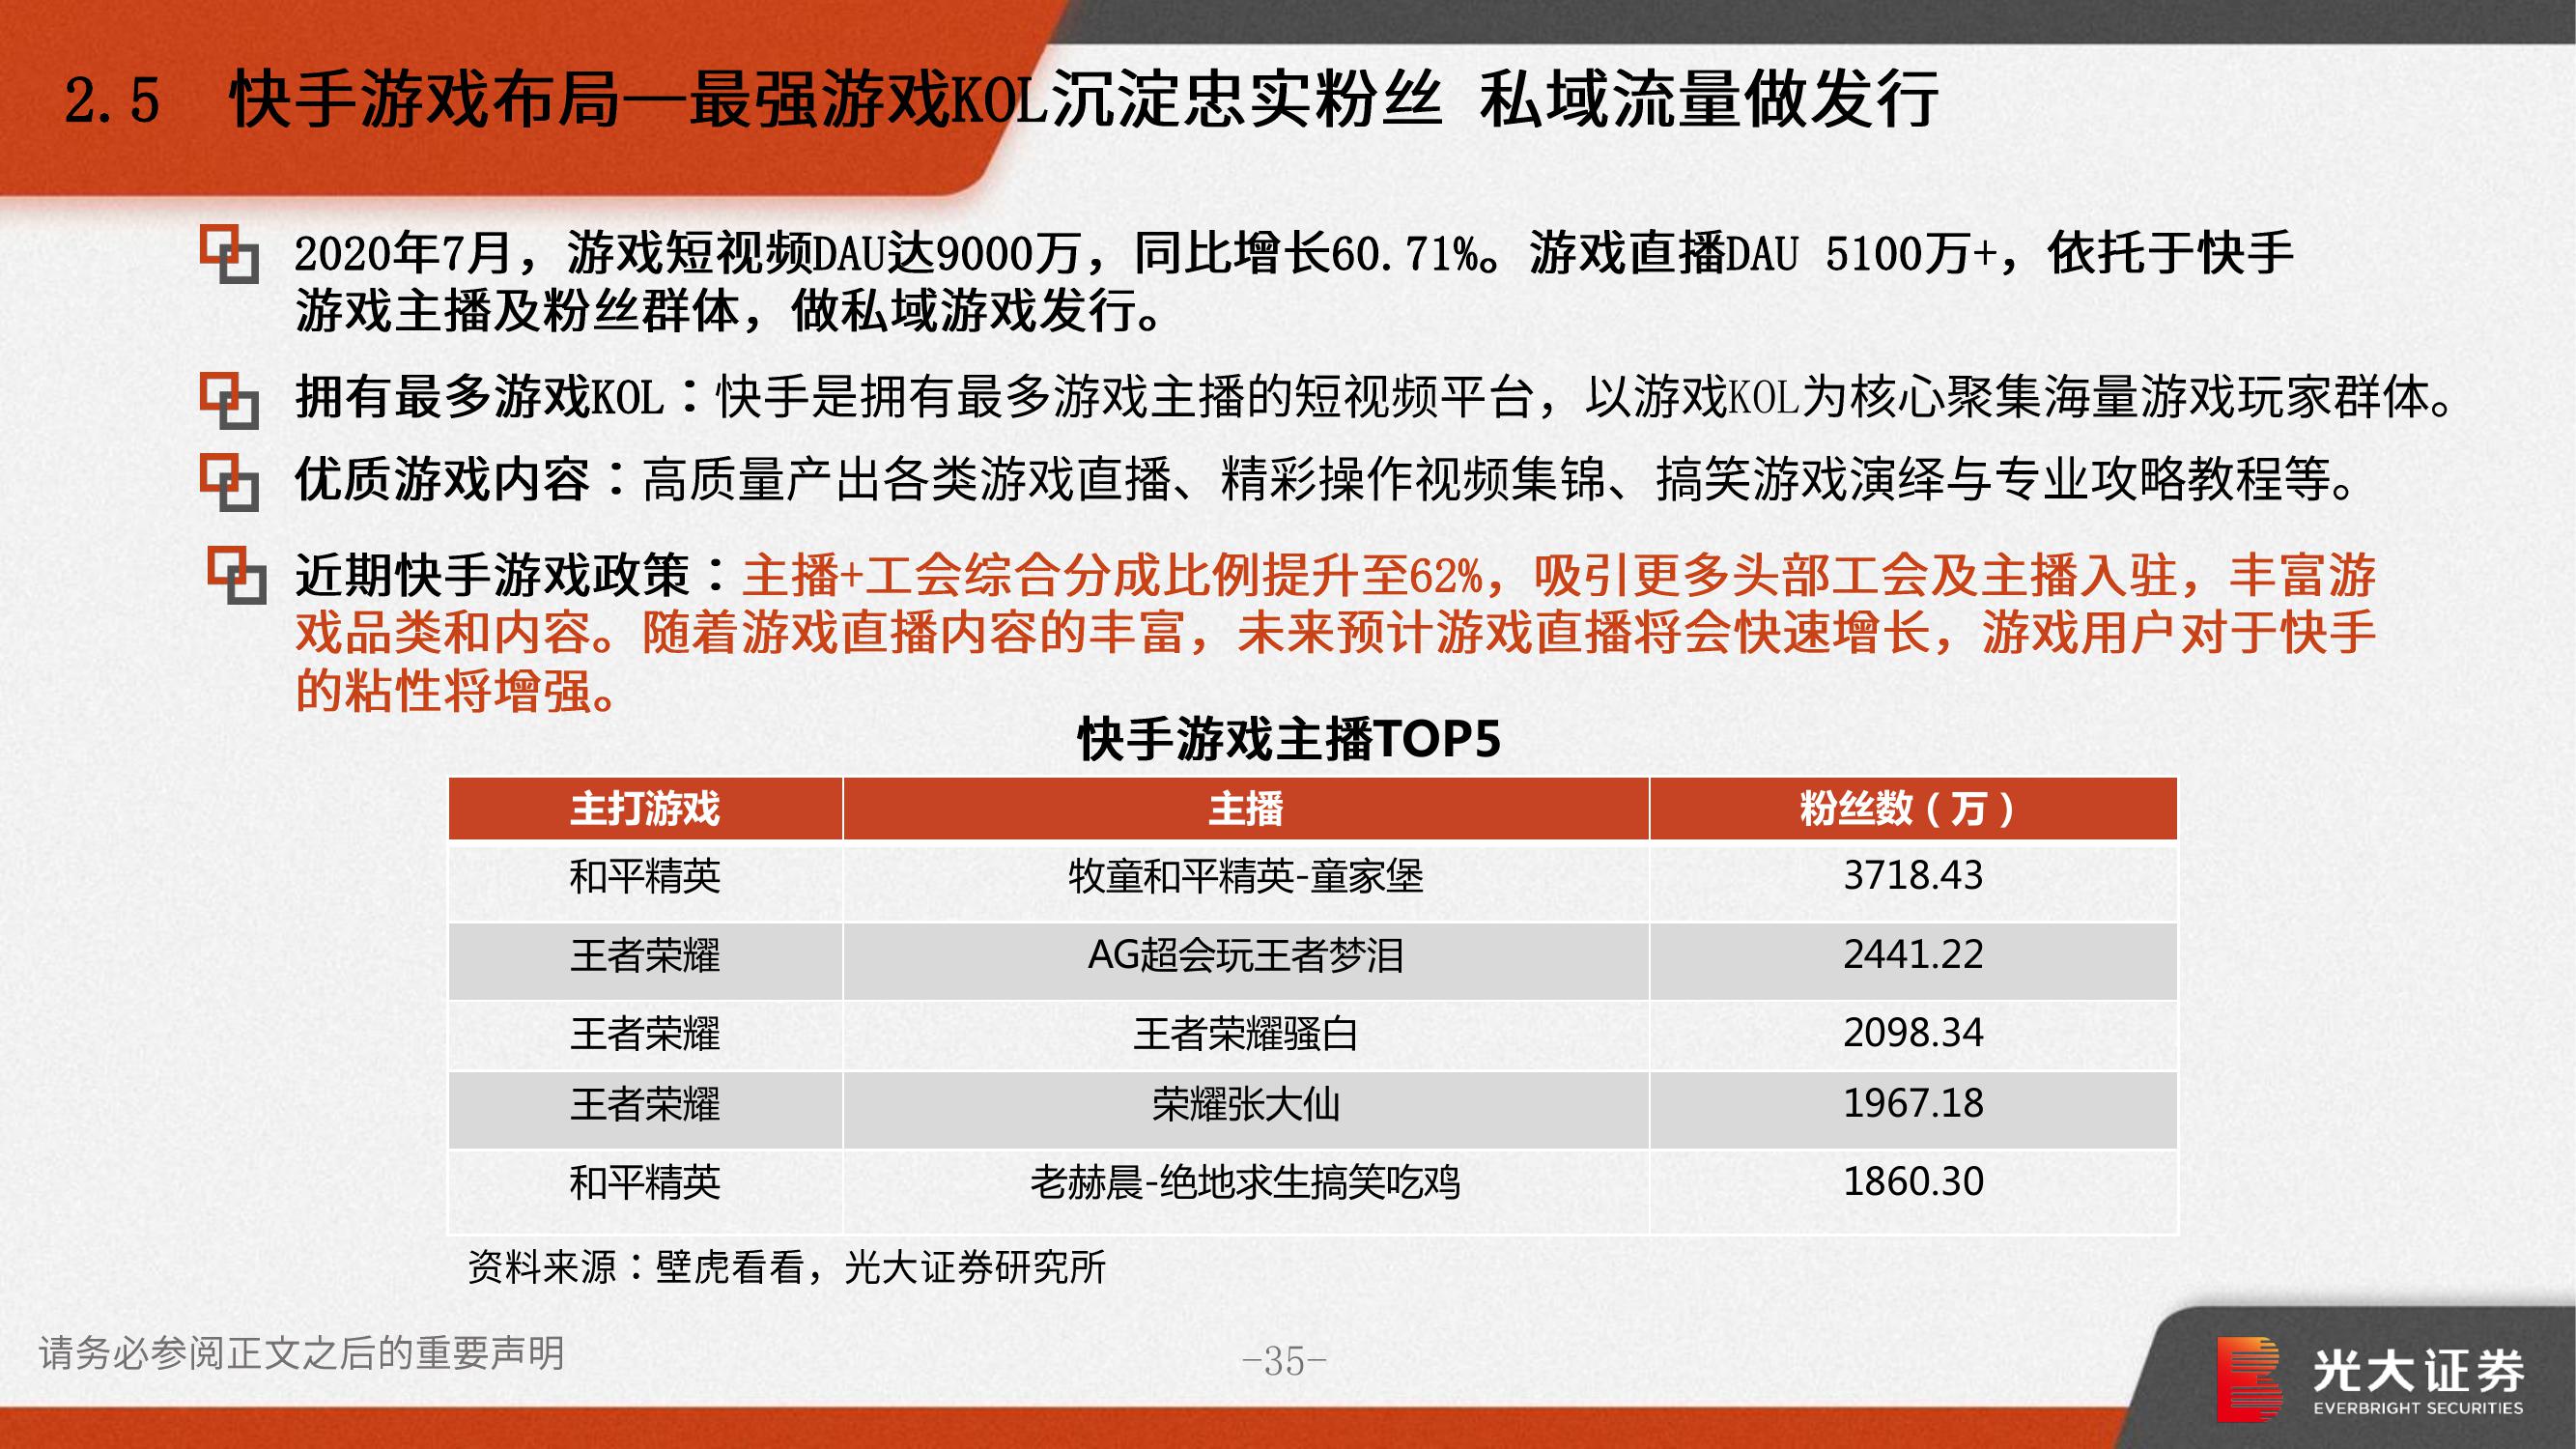 2.5 快手游戏布局—最强游戏KOL沉淀忠实粉丝 私域流量做发行
2020年7月，游戏短视频DAU达9000万，同比增长60.71%。游戏直播DAU 5100万+，依托于快手
游戏主播及粉丝群体，做私域游戏发行。
拥有最多游戏KOL：快手是拥有最多游戏主播的短视频平台，以游戏KOL为核心聚集海量游戏玩家群体。
优质游戏内容：高质量产出各类游戏直播、精彩操作视频集锦、搞笑游戏演绎与专业攻略教程等。
近期快手游戏政策：主播+工会综合分成比例提升至62%，吸引更多头部工会及主播入驻，丰富游
戏品类和内容。随着游戏直播内容的丰富，未来预计游戏直播将会快速增长，游戏用户对于快手
的粘性将增强。
快手游戏主播TOP5
主打游戏 主播 粉丝数（万）
和平精英 牧童和平精英-童家堡 3718.43
王者荣耀 AG超会玩王者梦泪 2441.22
王者荣耀 王者荣耀骚白 2098.34
王者荣耀 荣耀张大仙 1967.18
和平精英 老赫晨-绝地求生搞笑吃鸡 1860.30
资料来源：壁虎看看，光大证券研究所
请务必参阅正文之后的重要声明
-35-
光大证券
EVERBRIGHT SECURITIES